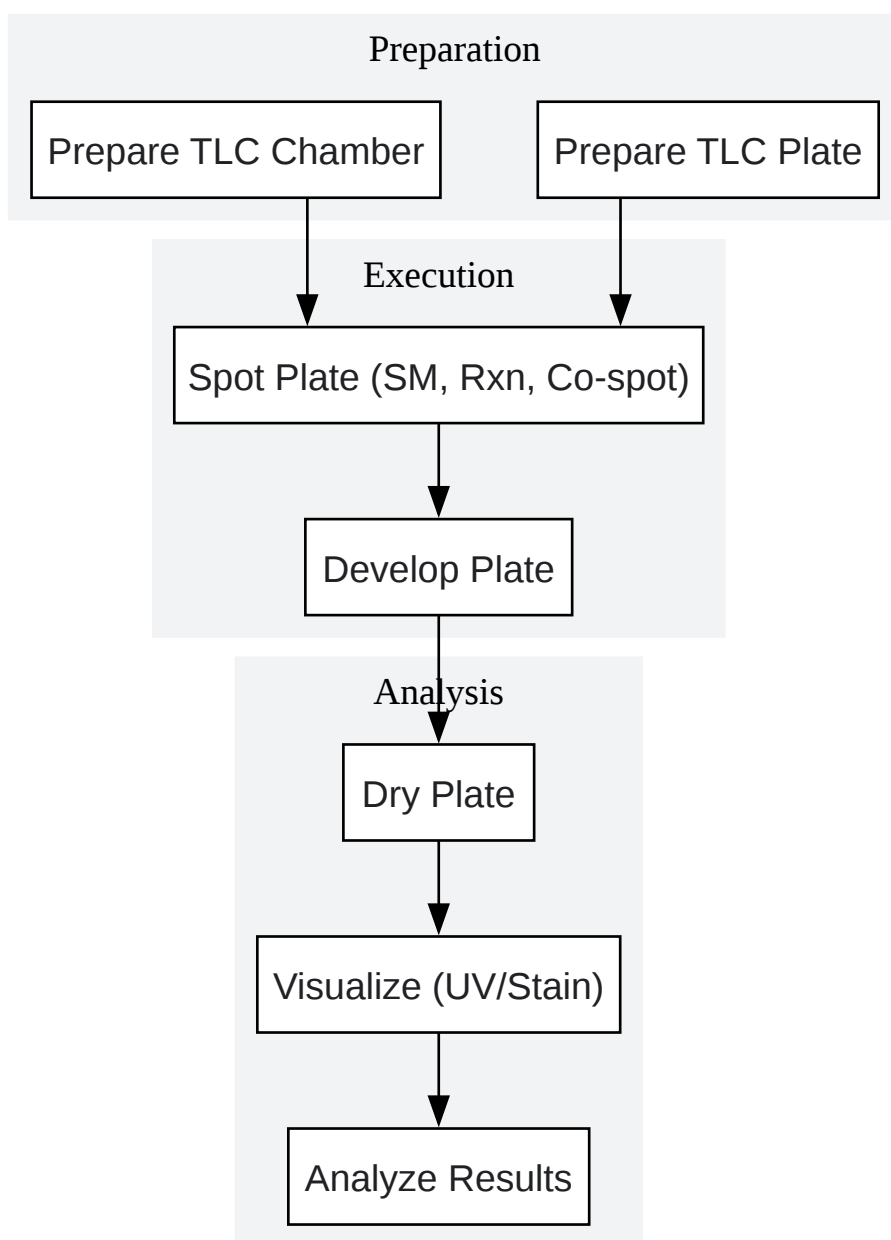 Preparation
Prepare TLC Chamber
Prepare TLC Plate
Execution
Spot Plate (SM, Rxn, Co-spot)
Develop Plate
Analysis
Dry Plate
Visualize (UV/Stain)
Analyze Results